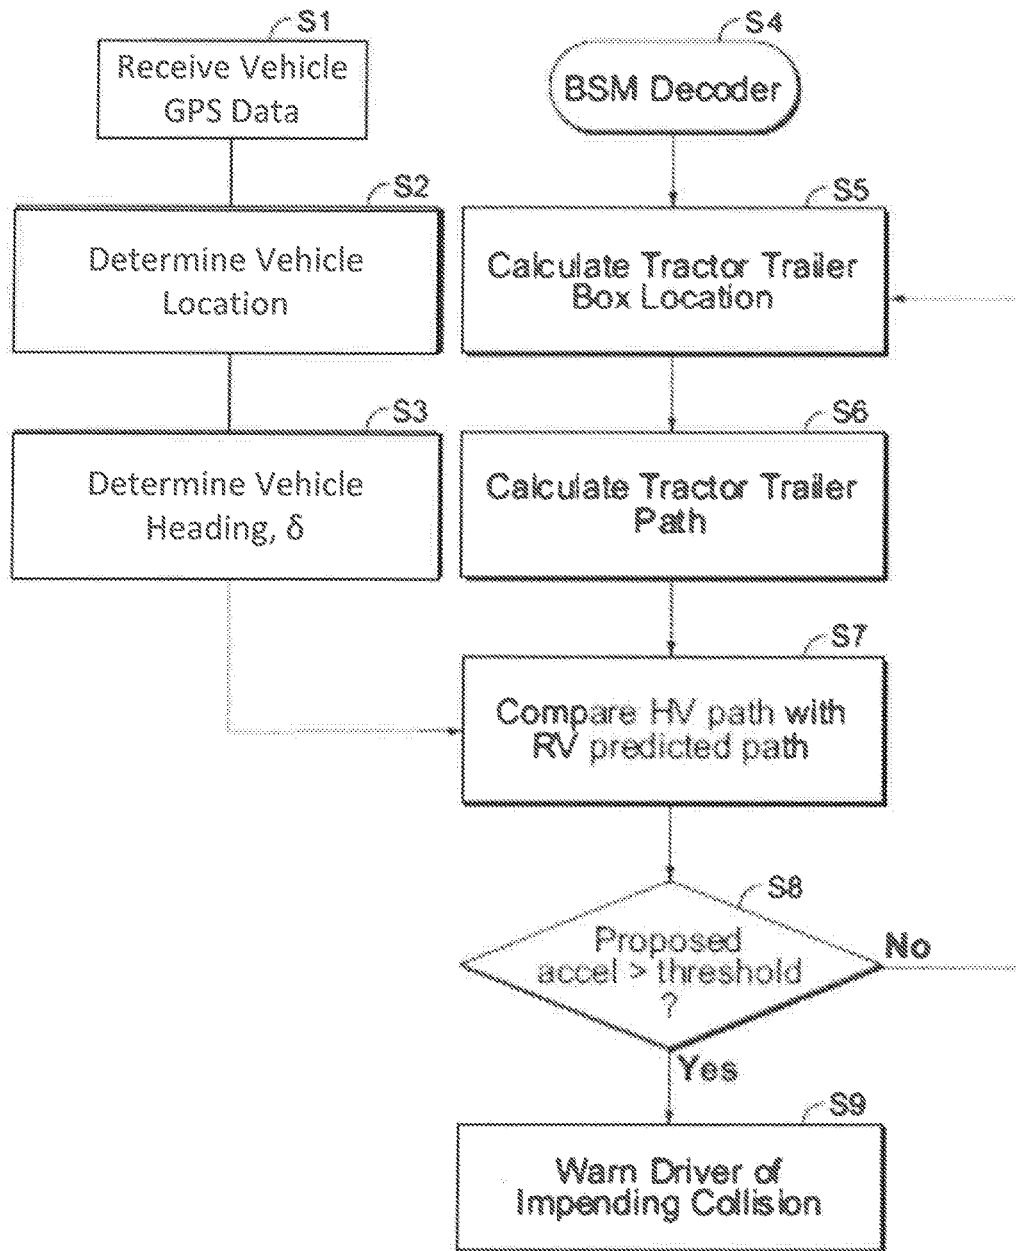 S1
Receive Vehicle
GPS Data
S2
Determine Vehicle
Location
S3
Determine Vehicle
Heading, δ
S4
BSM Decoder
S5
Calculate Tractor Trailer
Box Location
S6
Calculate Tractor Trailer
Path
S7
Compare HV path with
RV predicted path
S8
Proposed
accel > threshold
?
No
Yes
S9
Warn Driver of
Impending Collision